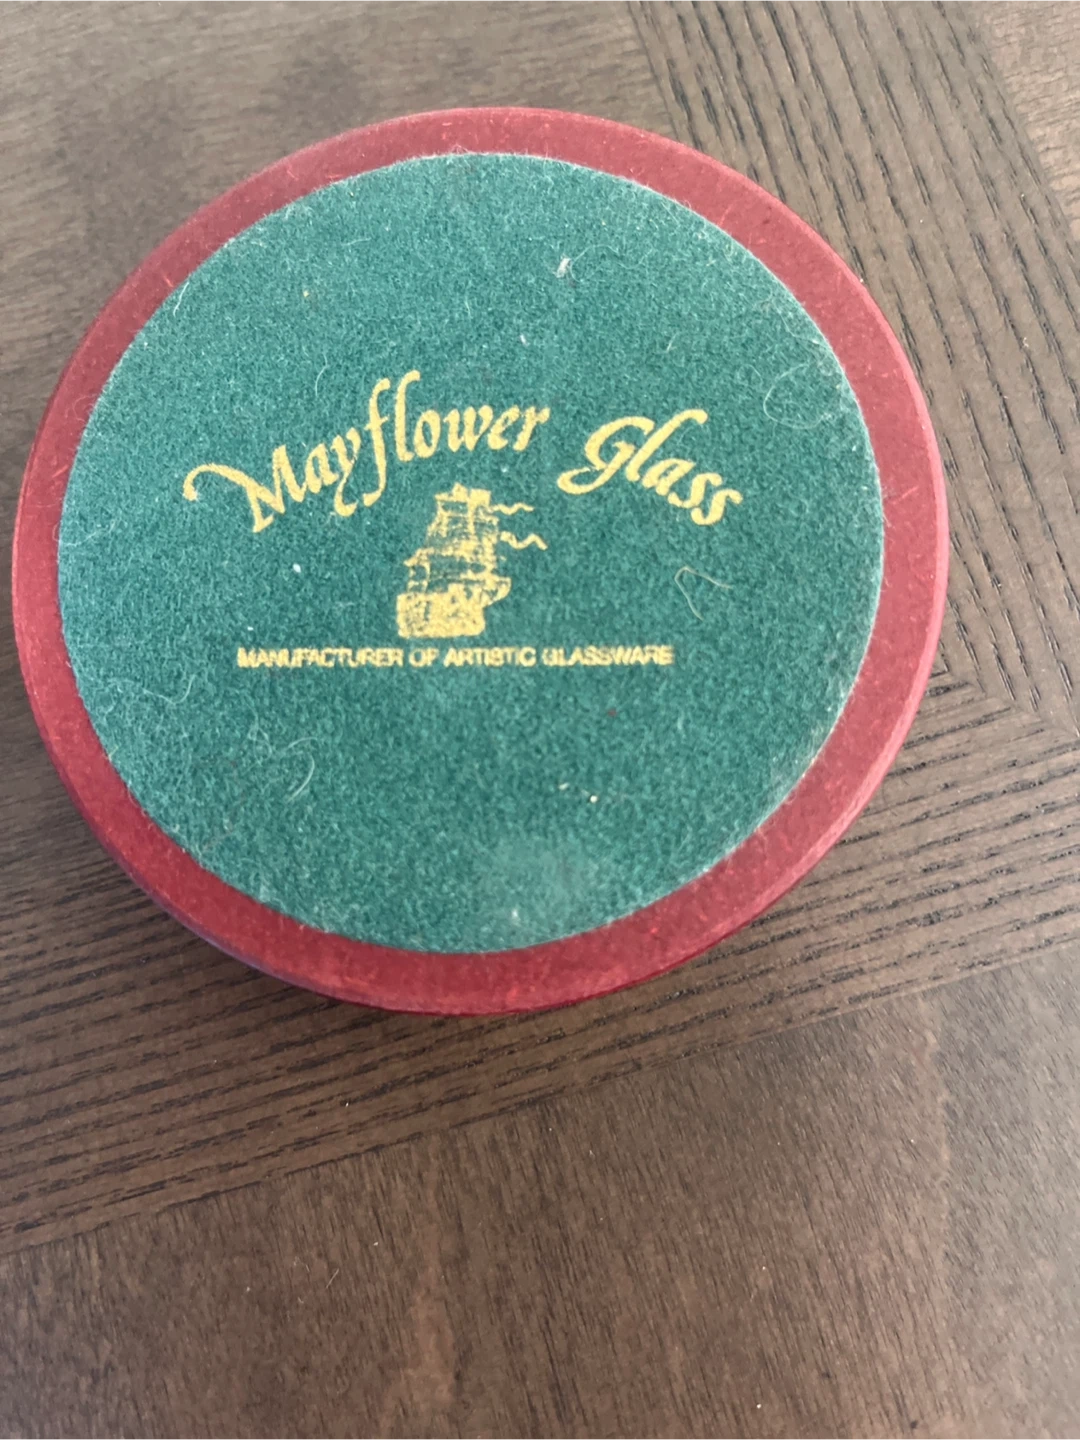 Mayflower Glass
MANUFACTURER OF ARTISTIC GLASSWARE